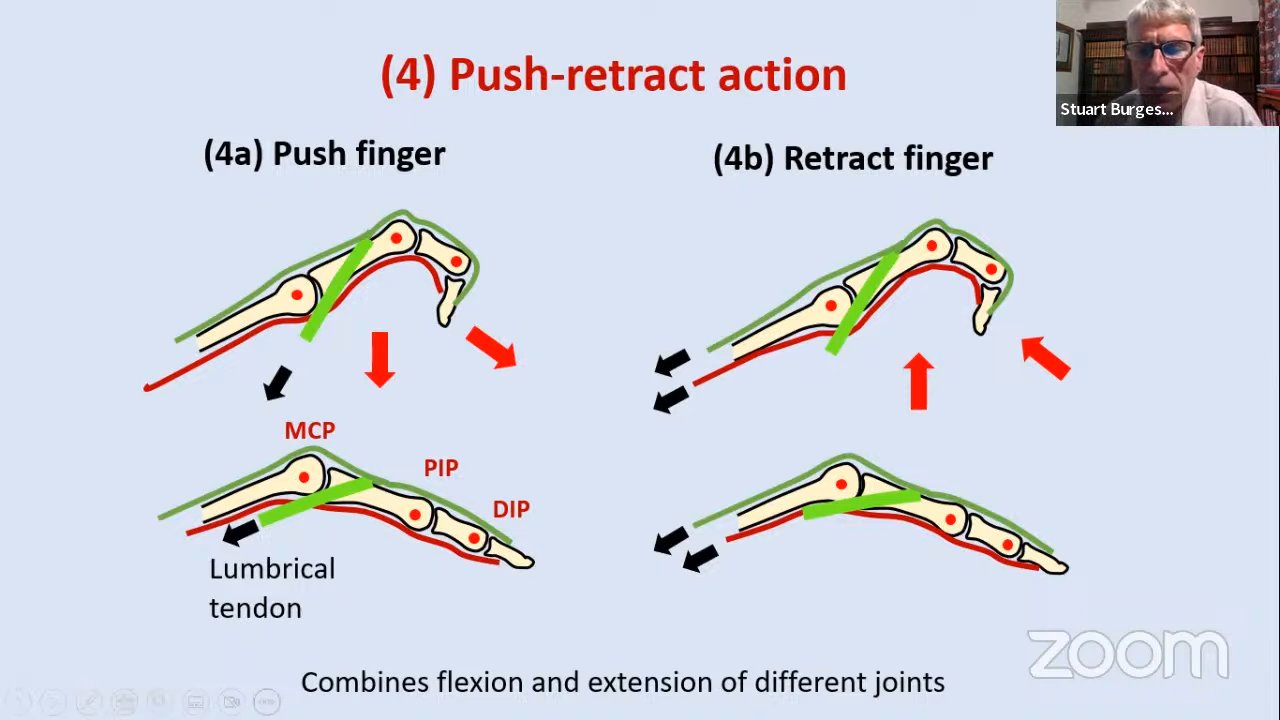 (4) Push-retract action
Stuart Burges...
(4a) Push finger
(4b) Retract finger
MCP
PIP
DIP
Lumbrical
tendon
zoom
Combines flexion and extension of different joints